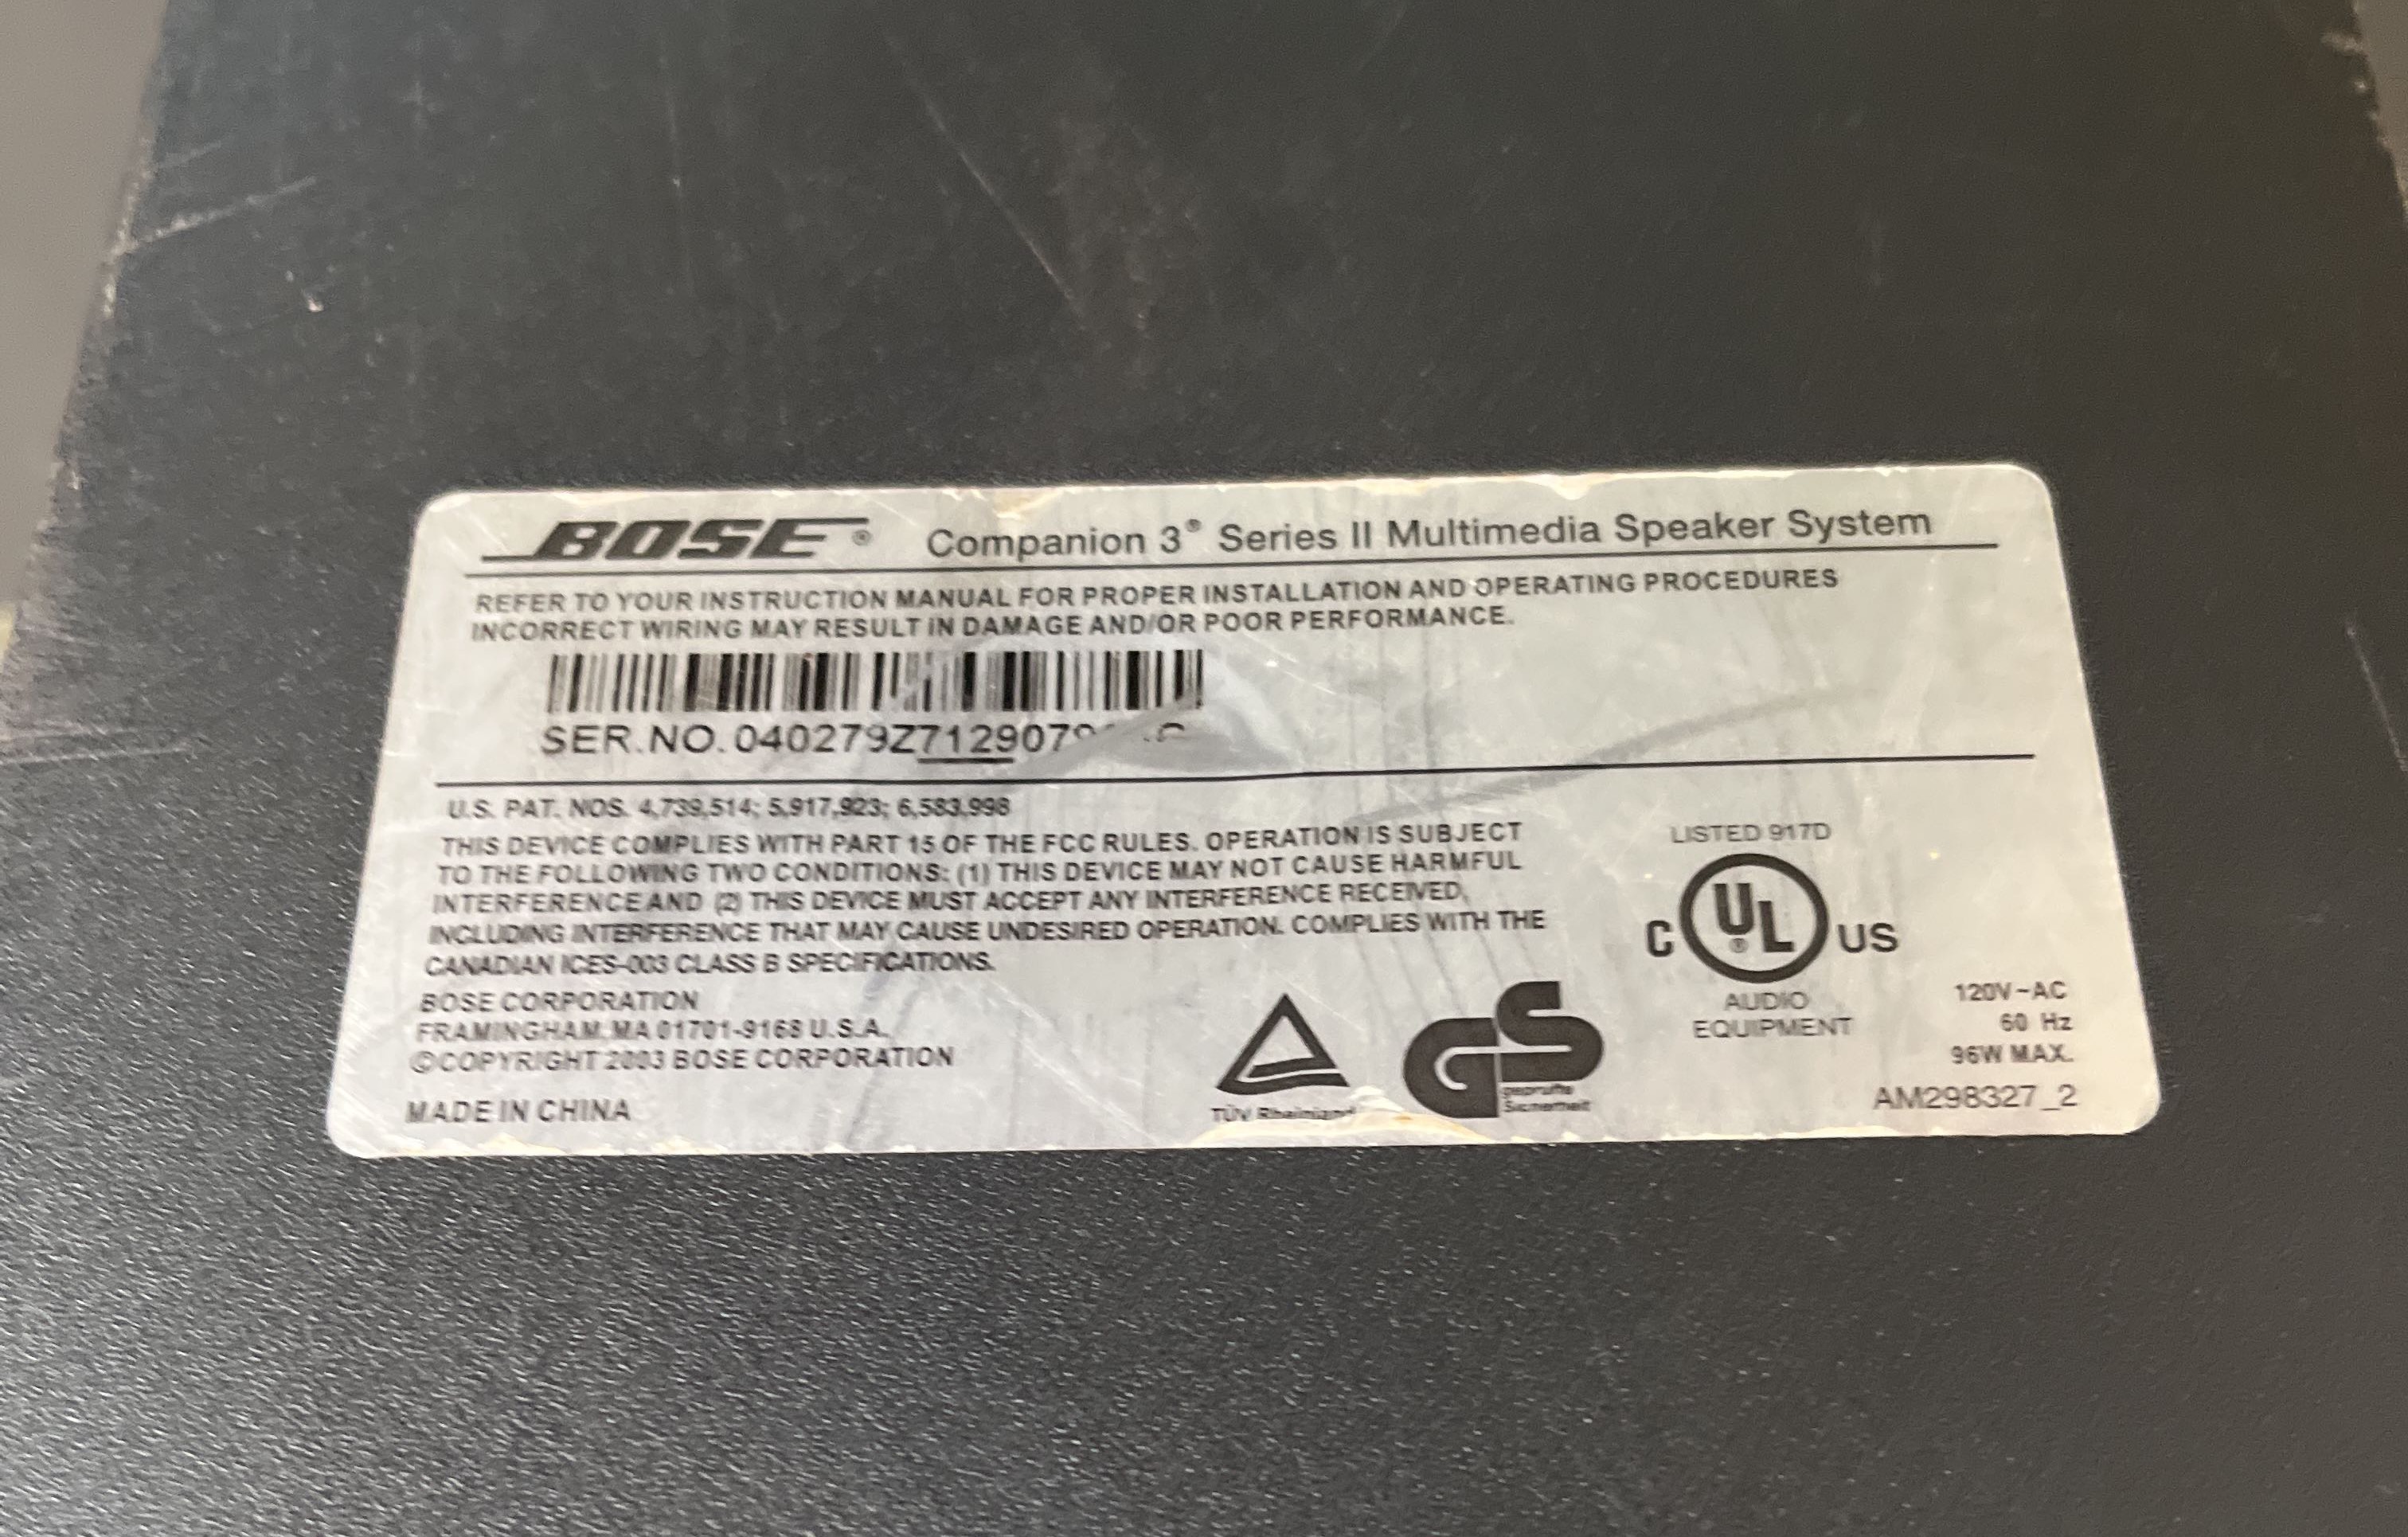 BOSE® Companion 3® Series II Multimedia Speaker System
REFER TO YOUR INSTRUCTION MANUAL FOR PROPER INSTALLATION AND OPERATING PROCEDURES
INCORRECT WIRING MAY RESULT IN DAMAGE AND/OR POOR PERFORMANCE.
SER.NO.
U.S. PAT. NOS. 4,739,514; 5,917,923; 6,583,998
THIS DEVICE COMPLIES WITH PART 15 OF THE FCC RULES. OPERATION IS SUBJECT
TO THE FOLLOWING TWO CONDITIONS: (1) THIS DEVICE MAY NOT CAUSE HARMFUL
INTERFERENCE AND (2) THIS DEVICE MUST ACCEPT ANY INTERFERENCE RECEIVED,
INCLUDING INTERFERENCE THAT MAY CAUSE UNDESIRED OPERATION. COMPLIES WITH THE
CANADIAN ICES-003 CLASS B SPECIFICATIONS.
BOSE CORPORATION
FRAMINGHAM, MA 01701-9168 U.S.A.
©COPYRIGHT 2003 BOSE CORPORATION
MADE IN CHINA
TÜV Rheinland
GS
geprüfte
Sicherheit
LISTED 917D
C UL® US
AUDIO
EQUIPMENT
120V~AC
60 Hz
96W MAX.
AM298327_2